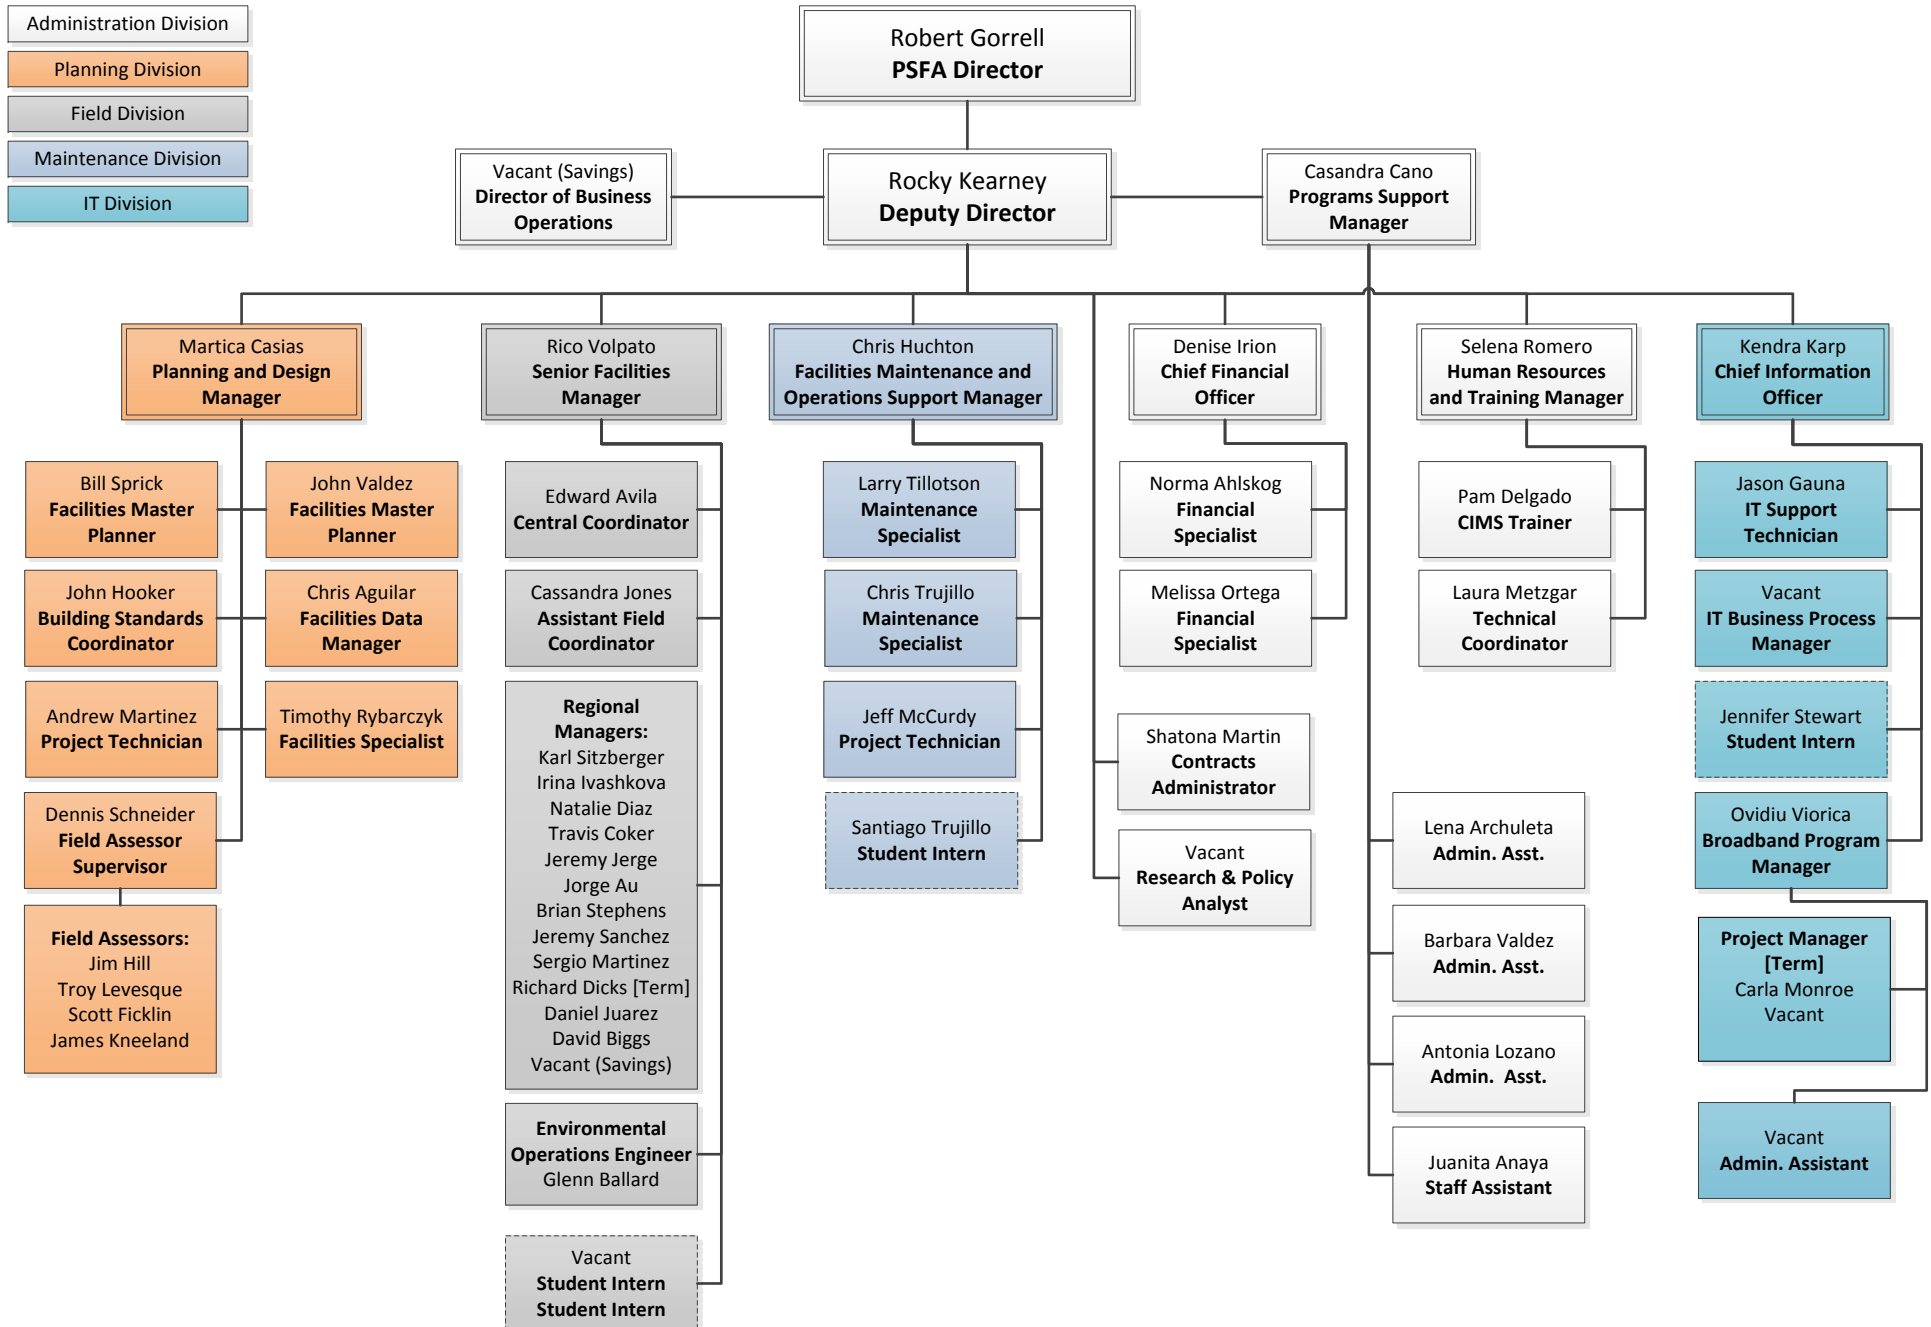 Administration Division
Planning Division
Field Division
Maintenance Division
IT Division
Robert Gorrell
PSFA Director
Vacant (Savings)
Director of Business
Operations
Rocky Kearney
Deputy Director
Casandra Cano
Programs Support
Manager
Martica Casias
Planning and Design
Manager
Rico Volpato
Senior Facilities
Manager
Chris Huchton
Facilities Maintenance and
Operations Support Manager
Denise Irion
Chief Financial
Officer
Selena Romero
Human Resources
and Training Manager
Kendra Karp
Chief Information
Officer
Bill Sprick
Facilities Master
Planner
John Valdez
Facilities Master
Planner
John Hooker
Building Standards
Coordinator
Chris Aguilar
Facilities Data
Manager
Andrew Martinez
Project Technician
Timothy Rybarczyk
Facilities Specialist
Dennis Schneider
Field Assessor
Supervisor
Field Assessors:
Jim Hill
Troy Levesque
Scott Ficklin
James Kneeland
Edward Avila
Central Coordinator
Cassandra Jones
Assistant Field
Coordinator
Regional
Managers:
Karl Sitzberger
Irina Ivashkova
Natalie Diaz
Travis Coker
Jeremy Jerge
Jorge Au
Brian Stephens
Jeremy Sanchez
Sergio Martinez
Richard Dicks [Term]
Daniel Juarez
David Biggs
Vacant (Savings)
Environmental
Operations Engineer
Glenn Ballard
Vacant
Student Intern
Student Intern
Larry Tillotson
Maintenance
Specialist
Chris Trujillo
Maintenance
Specialist
Jeff McCurdy
Project Technician
Santiago Trujillo
Student Intern
Norma Ahlskog
Financial
Specialist
Melissa Ortega
Financial
Specialist
Shatona Martin
Contracts
Administrator
Vacant
Research & Policy
Analyst
Pam Delgado
CIMS Trainer
Laura Metzgar
Technical
Coordinator
Lena Archuleta
Admin. Asst.
Barbara Valdez
Admin. Asst.
Antonia Lozano
Admin.  Asst.
Juanita Anaya
Staff Assistant
Jason Gauna
IT Support
Technician
Vacant
IT Business Process
Manager
Jennifer Stewart
Student Intern
Ovidiu Viorica
Broadband Program
Manager
Project Manager
[Term]
Carla Monroe
Vacant
Vacant
Admin. Assistant